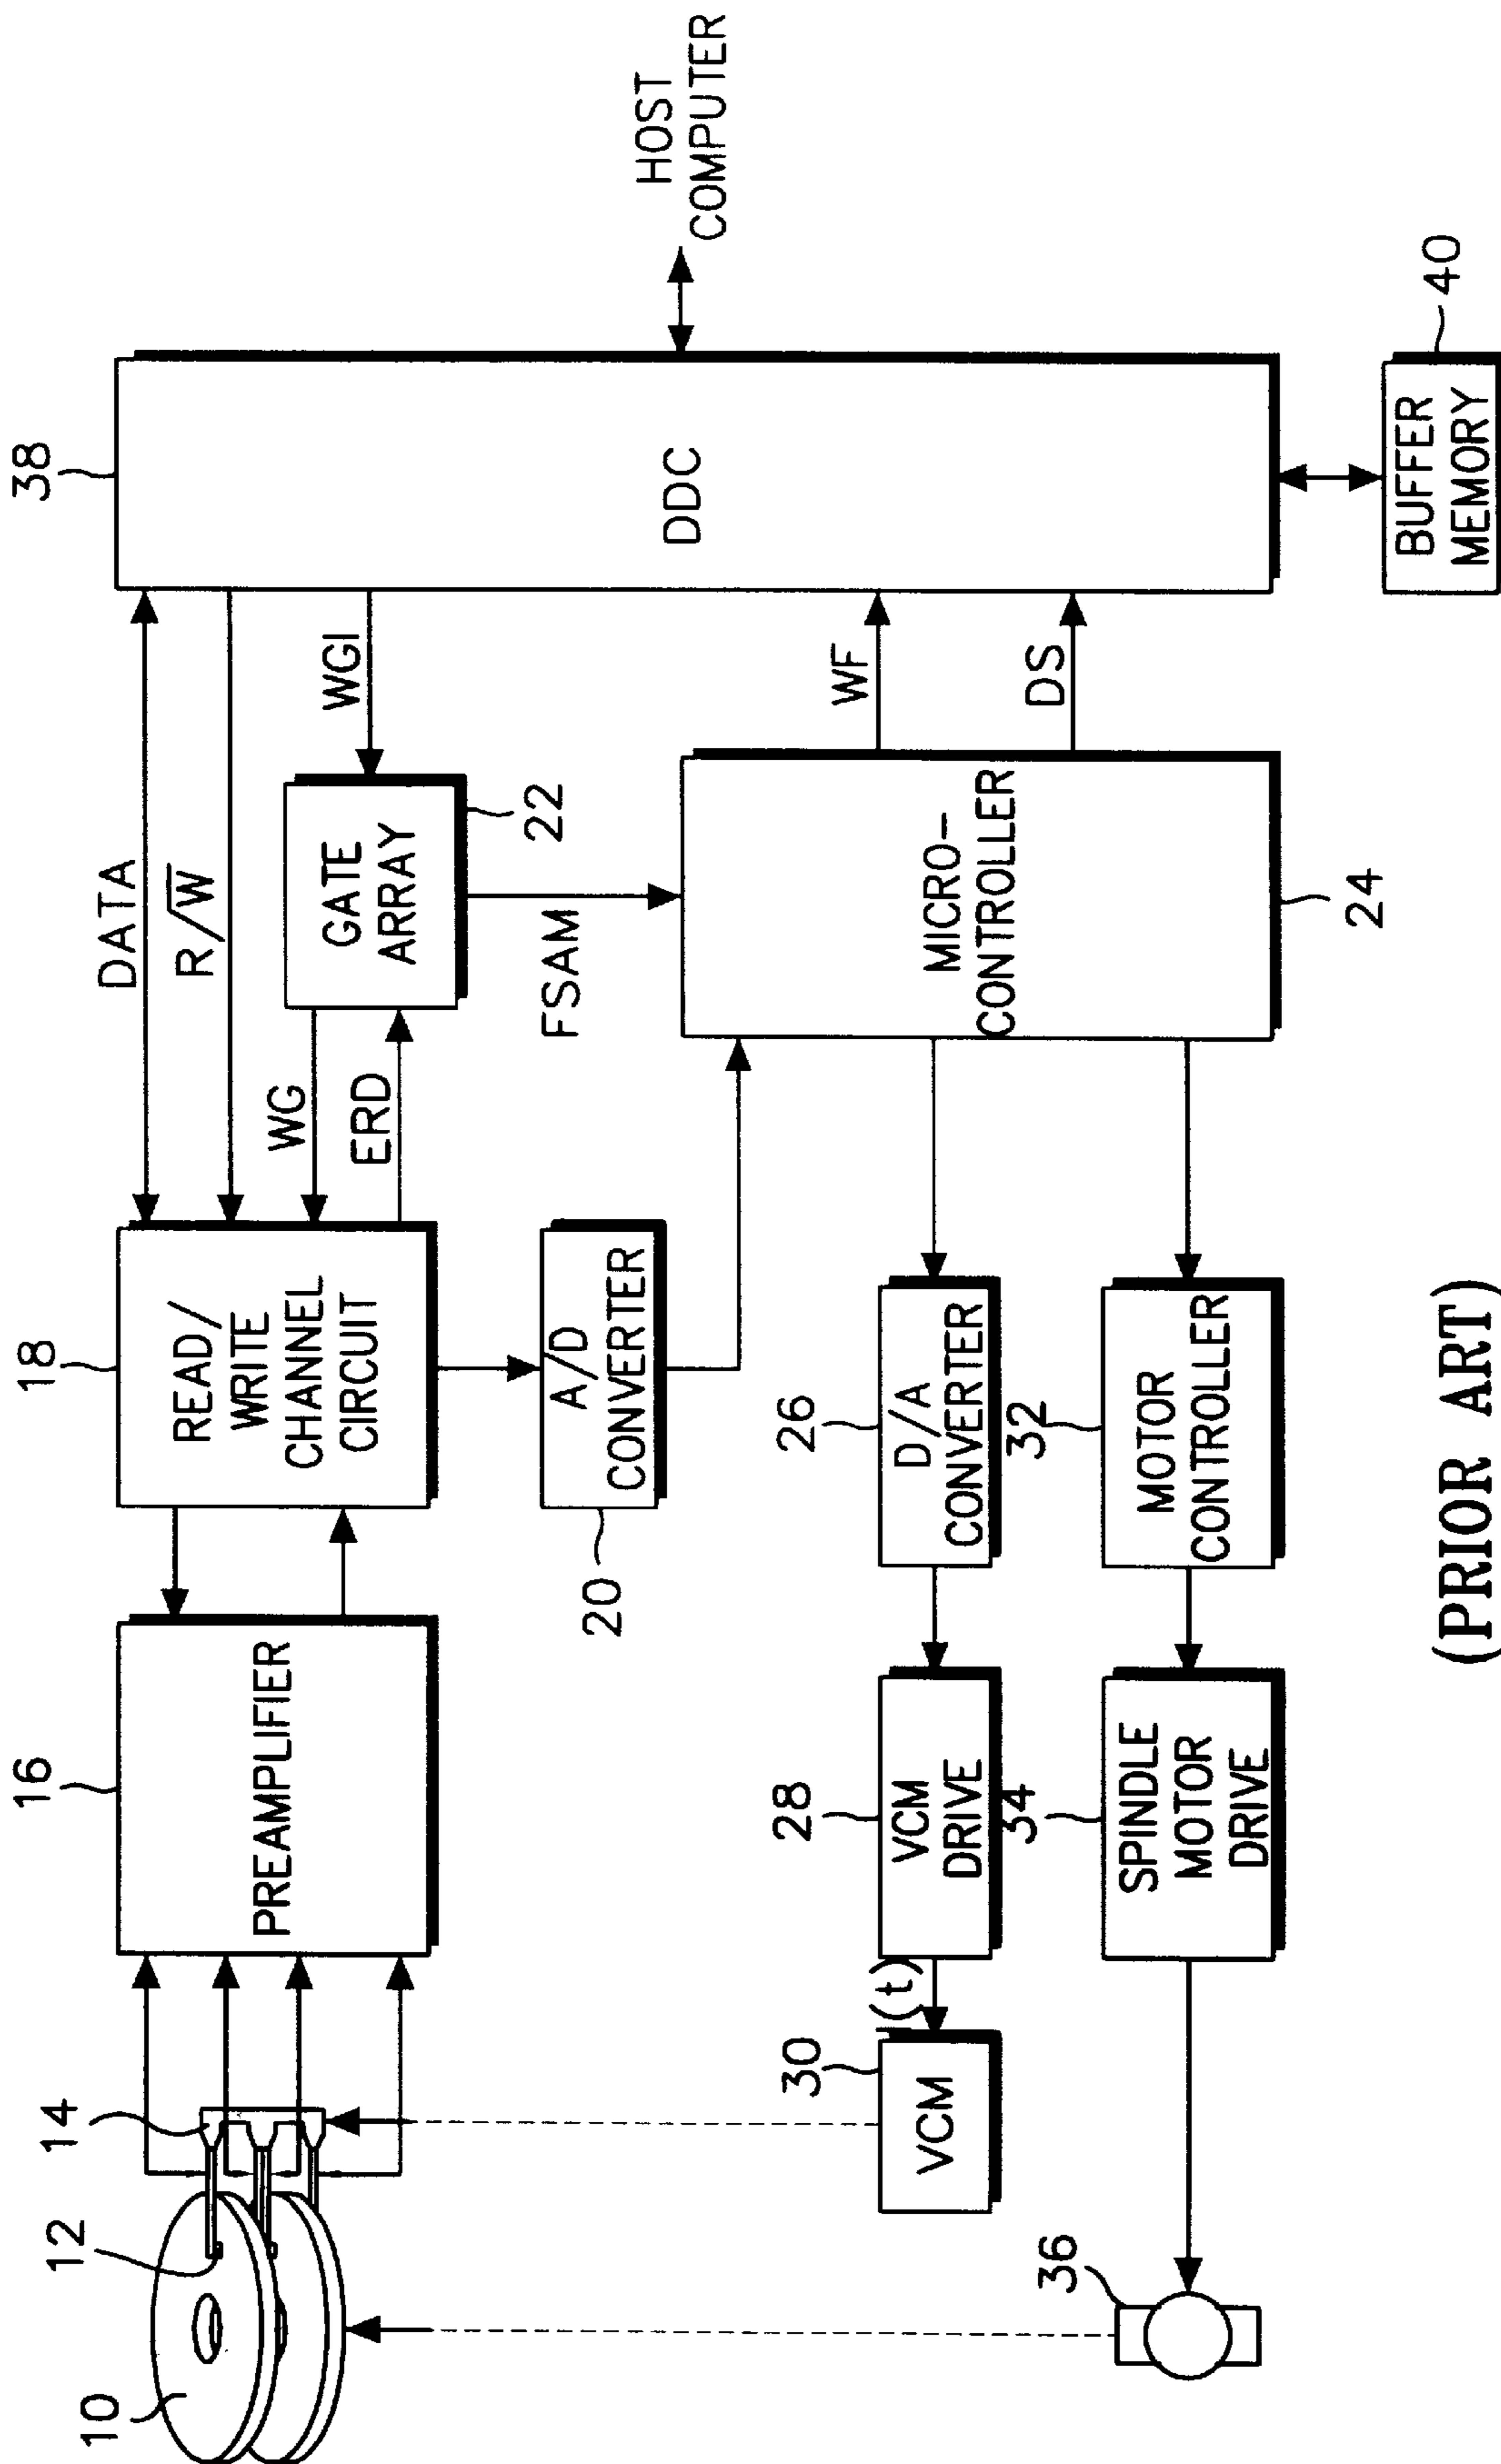 10
12
14
16
PREAMPLIFIER
18
READ/
WRITE
CHANNEL
CIRCUIT
DATA
R/W̅
WG
ERD
WGI
GATE
ARRAY
22
FSAM
38
DDC
HOST
COMPUTER
20
A/D
CONVERTER
MICRO-
CONTROLLER
24
WF
DS
BUFFER
MEMORY
40
30
VCM
I(t)
28
VCM
DRIVE
26
D/A
CONVERTER
36
34
SPINDLE
MOTOR
DRIVE
32
MOTOR
CONTROLLER
(PRIOR ART)